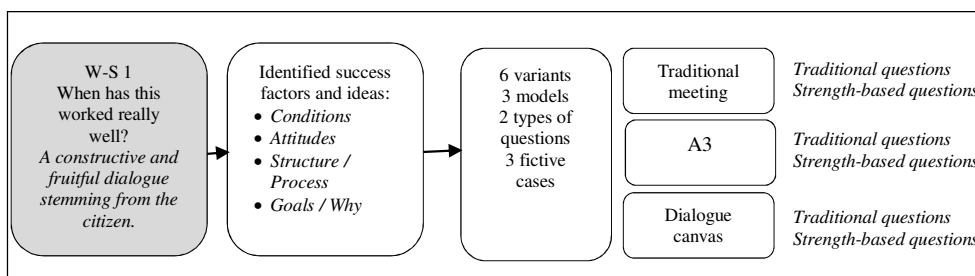 W-S 1
When has this
worked really
well?
A constructive and
fruitful dialogue
stemming from the
citizen.
Identified success
factors and ideas:
• Conditions
• Attitudes
• Structure /
Process
• Goals / Why
6 variants
3 models
2 types of
questions
3 fictive
cases
Traditional
meeting
Traditional questions
Strength-based questions
A3
Traditional questions
Strength-based questions
Dialogue
canvas
Traditional questions
Strength-based questions